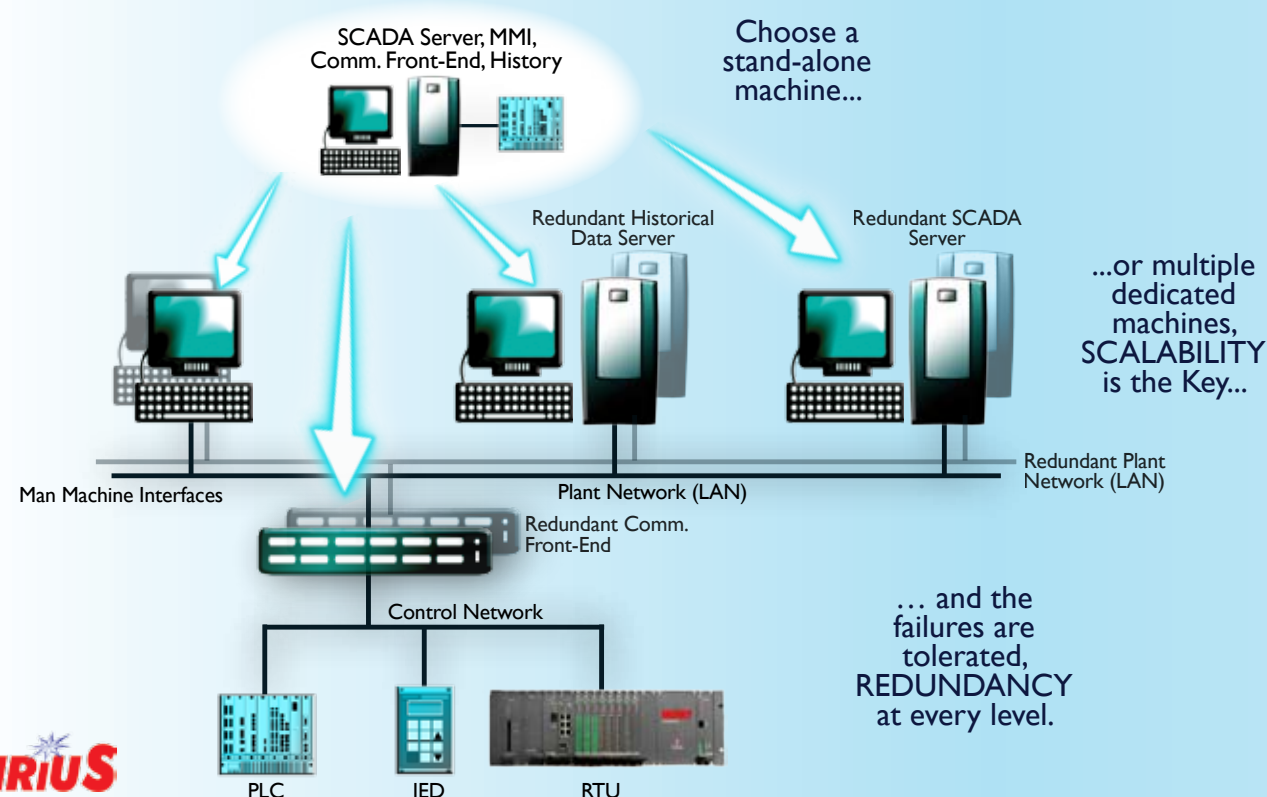 SCADA Server, MMI,
Comm. Front-End, History
Choose a
stand-alone
machine...
Redundant Historical
Data Server
Redundant SCADA
Server
...or multiple
dedicated
machines,
SCALABILITY
is the Key...
Redundant Plant
Network (LAN)
Man Machine Interfaces
Plant Network (LAN)
Redundant Comm.
Front-End
Control Network
… and the
failures are
tolerated,
REDUNDANCY
at every level.
IRIUS
PLC
IED
RTU